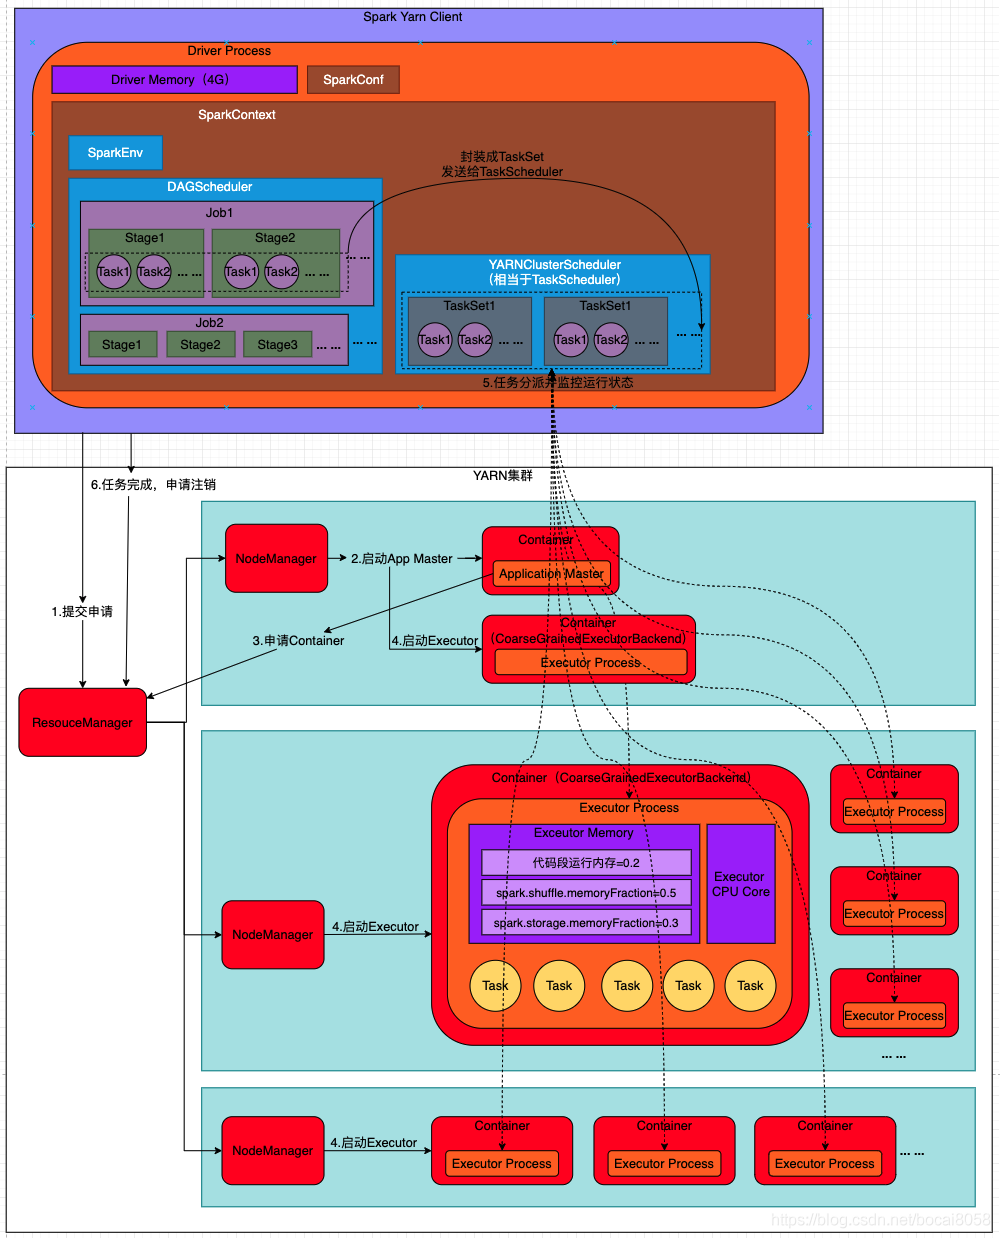 Spark Yarn Client
Driver Process
Driver Memory（4G）
SparkConf
SparkContext
SparkEnv
封装成TaskSet
发送给TaskScheduler
DAGScheduler
Job1
Stage1
Stage2
... ...
Task1
Task2
... ...
Task1
Task2
... ...
YARNClusterScheduler
(相当于TaskScheduler)
TaskSet1
TaskSet1
Task1
Task2
... ...
Task1
Task2
... ...
... ...
Job2
Stage1
Stage2
Stage3
... ...
... ...
5.任务分派并监控运行状态
YARN集群
6.任务完成，申请注销
NodeManager
2.启动App Master
Container
Application Master
1.提交申请
3.申请Container
4.启动Executor
Container
（CoarseGrainedExecutorBackend）
Executor Process
ResouceManager
Container（CoarseGrainedExecutorBackend）
Executor Process
Exceutor Memory
代码段运行内存=0.2
spark.shuffle.memoryFraction=0.5
spark.storage.memoryFraction=0.3
Executor
CPU Core
NodeManager
4.启动Executor
Task
Task
Task
Task
Task
Container
Executor Process
Container
Executor Process
Container
Executor Process
... ...
NodeManager
4.启动Executor
Container
Executor Process
Container
Executor Process
Container
Executor Process
... ...
https://blog.csdn.net/bocai8058